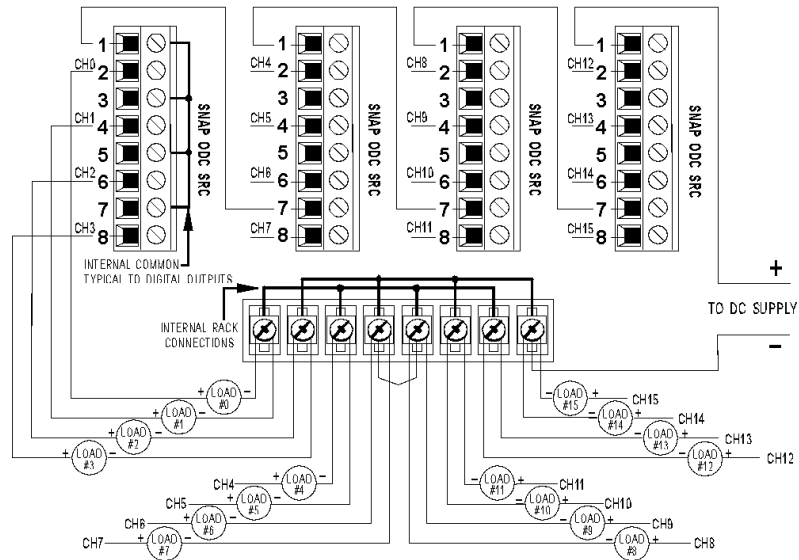 1
CH0
2
3
CH1
4
5
CH2
6
7
CH3
8
SNAP ODC SRC
1
CH4
2
3
CH5
4
5
CH6
6
7
CH7
8
SNAP ODC SRC
1
CH8
2
3
CH9
4
5
CH10
6
7
CH11
8
SNAP ODC SRC
1
CH12
2
3
CH13
4
5
CH14
6
7
CH15
8
SNAP ODC SRC
INTERNAL COMMON
TYPICAL TO DIGITAL OUTPUTS
INTERNAL RACK
CONNECTIONS
+
TO DC SUPPLY
−
+ LOAD #0 −
+ LOAD #1 −
+ LOAD #2 −
+ LOAD #3 −
− LOAD #15 + CH15
− LOAD #14 + CH14
− LOAD #13 + CH13
− LOAD #12 + CH12
CH4 + LOAD #4 −
CH5 + LOAD #5 −
CH6 + LOAD #6 −
CH7 + LOAD #7 −
− LOAD #11 + CH11
− LOAD #10 + CH10
− LOAD #9 + CH9
− LOAD #8 + CH8